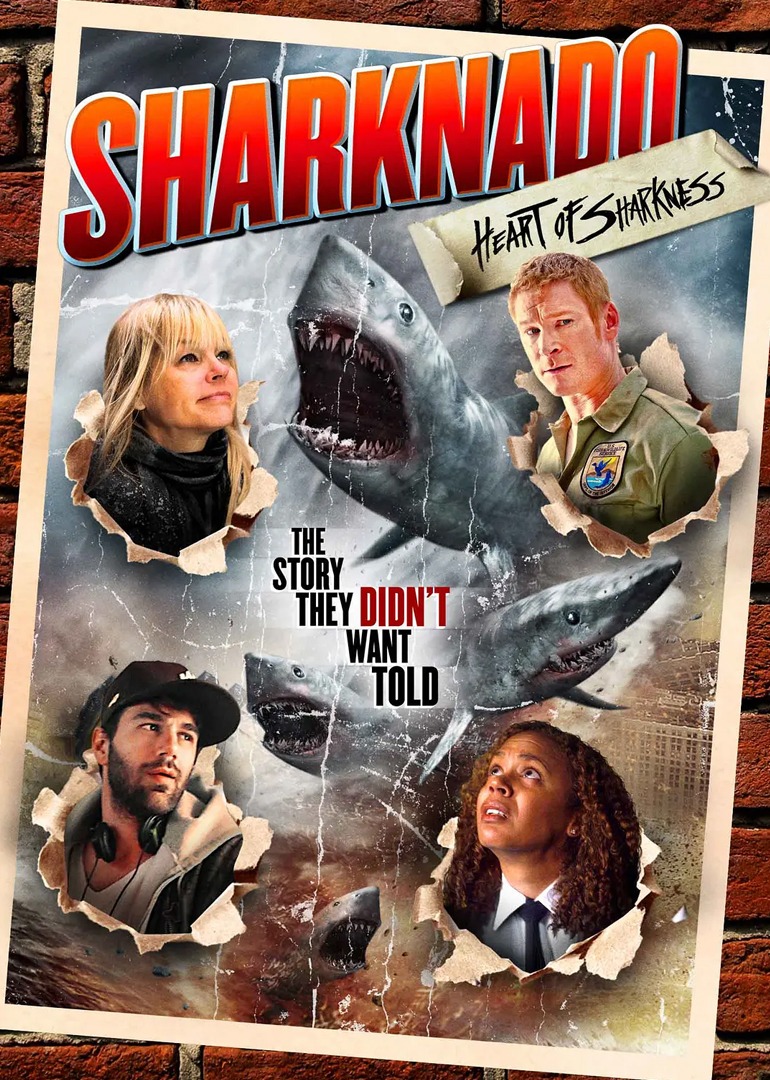 SHARKNADO
HEART OF SHARKNESS
THE
STORY
THEY DIDN'T
WANT
TOLD